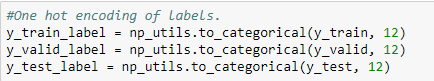 #One hot encoding of labels.
y_train_label = np_utils.to_categorical(y_train, 12)
y_valid_label = np_utils.to_categorical(y_valid, 12)
y_test_label = np_utils.to_categorical(y_test, 12)